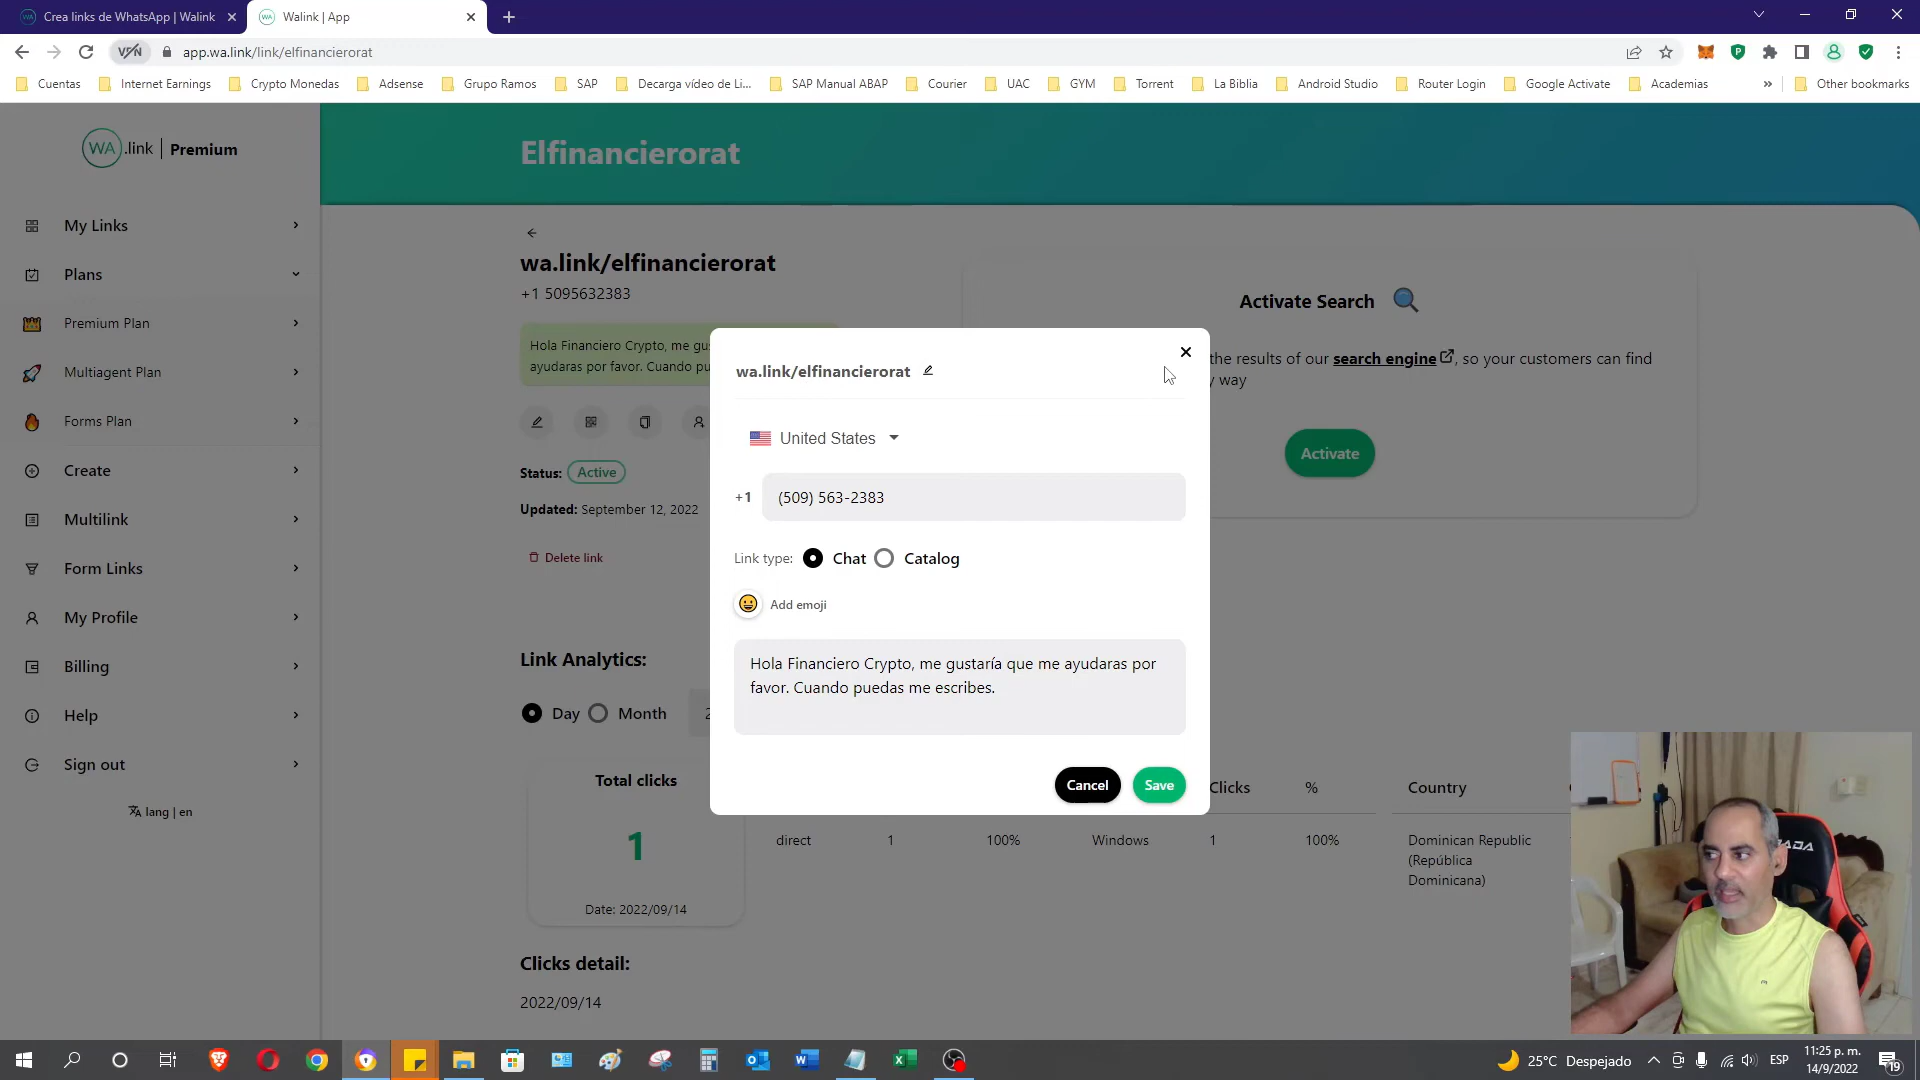 Crea links de WhatsApp | Walink
Walink | App
VPN
app.wa.link/link/elfinancierorat
Cuentas
Internet Earnings
Crypto Monedas
Adsense
Grupo Ramos
SAP
Decarga vídeo de Li...
SAP Manual ABAP
Courier
UAC
GYM
Torrent
La Biblia
Android Studio
Router Login
Google Activate
Academias
»
Other bookmarks
WA .link | Premium
My Links
Plans
Premium Plan
Multiagent Plan
Forms Plan
Create
Multilink
Form Links
My Profile
Billing
Help
Sign out
lang | en
Elfinancierorat
wa.link/elfinancierorat
+1 5095632383
Hola Financiero Crypto, me gus
ayudaras por favor. Cuando pu
Status: Active
Updated: September 12, 2022
Delete link
Link Analytics:
Day
Month
2
Total clicks
1
Date: 2022/09/14
Clicks detail:
2022/09/14
Activate Search
the results of our search engine, so your customers can find
y way
Activate
wa.link/elfinancierorat
United States
+1
(509) 563-2383
Link type: Chat Catalog
Add emoji
Hola Financiero Crypto, me gustaría que me ayudaras por
favor. Cuando puedas me escribes.
Cancel
Save
Clicks % Country
direct 1 100% Windows 1 100% Dominican Republic
(República
Dominicana)
25°C Despejado
ESP
11:25 p. m.
14/9/2022
19